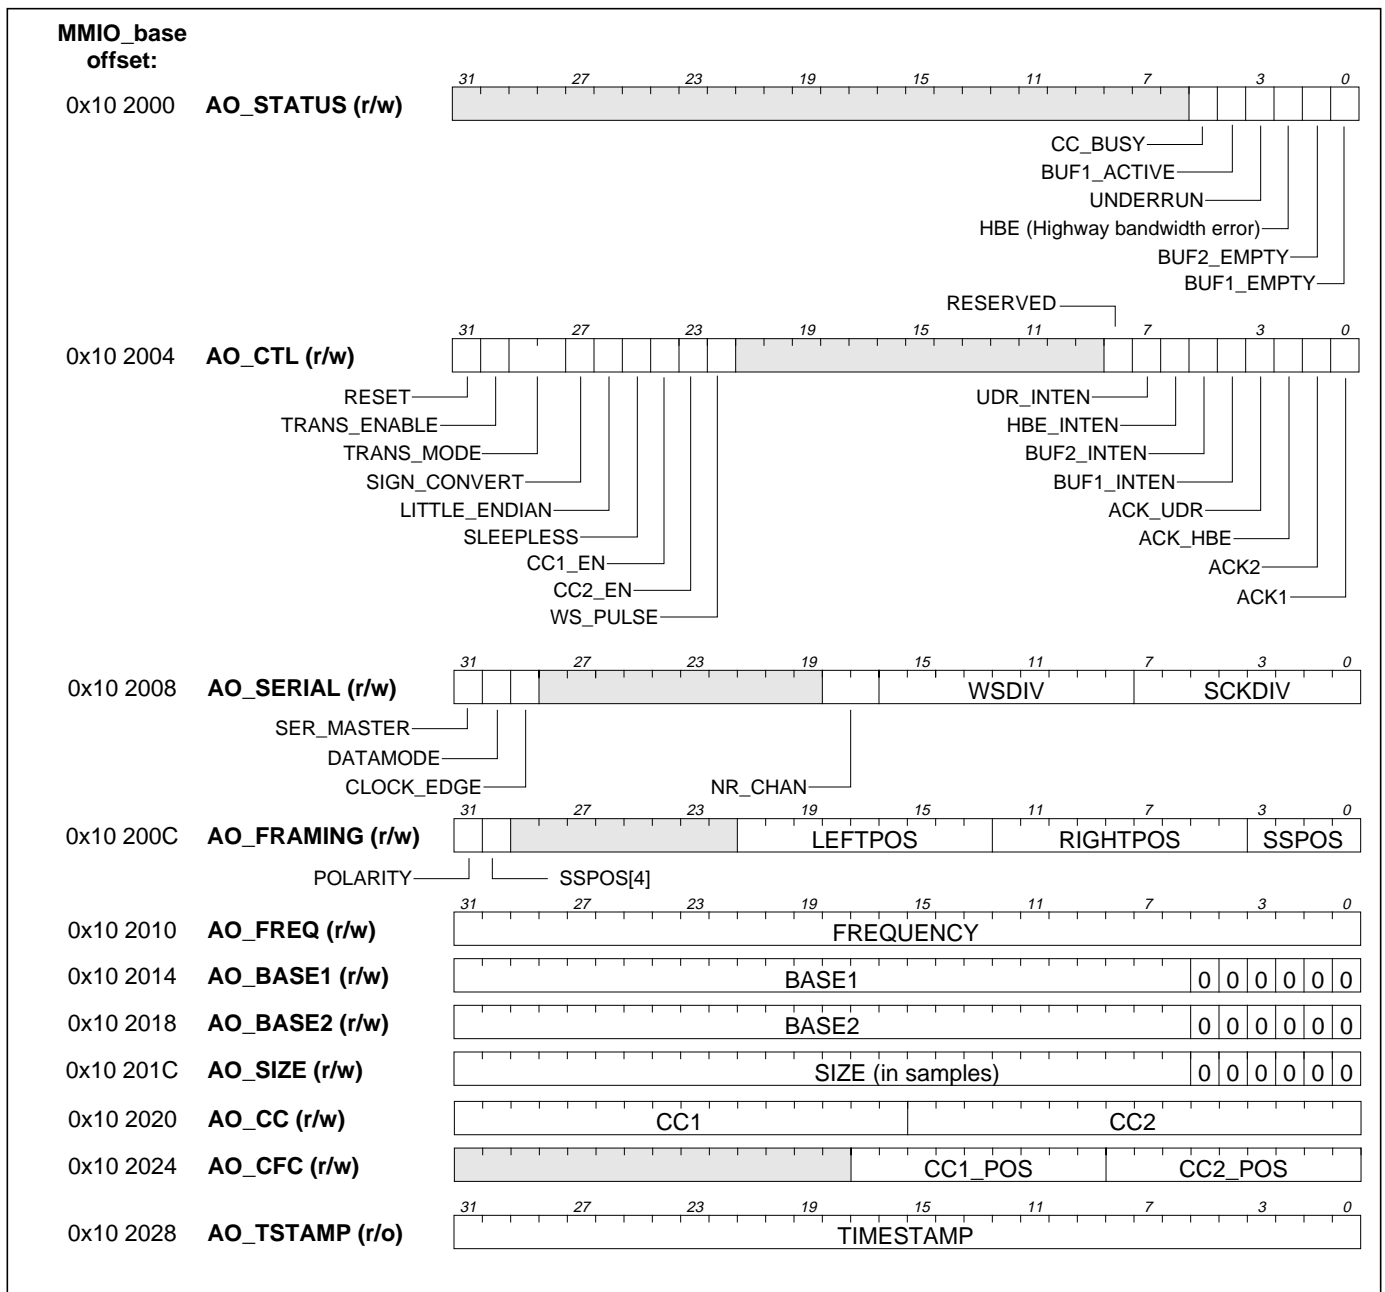 MMIO_base
offset:
31 27 23 19 15 11 7 3 0
0x10 2000 AO_STATUS (r/w)
CC_BUSY
BUF1_ACTIVE
UNDERRUN
HBE (Highway bandwidth error)
BUF2_EMPTY
BUF1_EMPTY
RESERVED
31 27 23 19 15 11 7 3 0
0x10 2004 AO_CTL (r/w)
RESET UDR_INTEN
TRANS_ENABLE HBE_INTEN
TRANS_MODE BUF2_INTEN
SIGN_CONVERT BUF1_INTEN
LITTLE_ENDIAN ACK_UDR
SLEEPLESS ACK_HBE
CC1_EN ACK2
CC2_EN ACK1
WS_PULSE
31 27 23 19 15 11 7 3 0
0x10 2008 AO_SERIAL (r/w) WSDIV SCKDIV
SER_MASTER
DATAMODE
CLOCK_EDGE NR_CHAN
31 27 23 19 15 11 7 3 0
0x10 200C AO_FRAMING (r/w) LEFTPOS RIGHTPOS SSPOS
POLARITY SSPOS[4]
31 27 23 19 15 11 7 3 0
0x10 2010 AO_FREQ (r/w) FREQUENCY
0x10 2014 AO_BASE1 (r/w) BASE1 0 0 0 0 0 0
0x10 2018 AO_BASE2 (r/w) BASE2 0 0 0 0 0 0
0x10 201C AO_SIZE (r/w) SIZE (in samples) 0 0 0 0 0 0
0x10 2020 AO_CC (r/w) CC1 CC2
0x10 2024 AO_CFC (r/w) CC1_POS CC2_POS
31 27 23 19 15 11 7 3 0
0x10 2028 AO_TSTAMP (r/o) TIMESTAMP